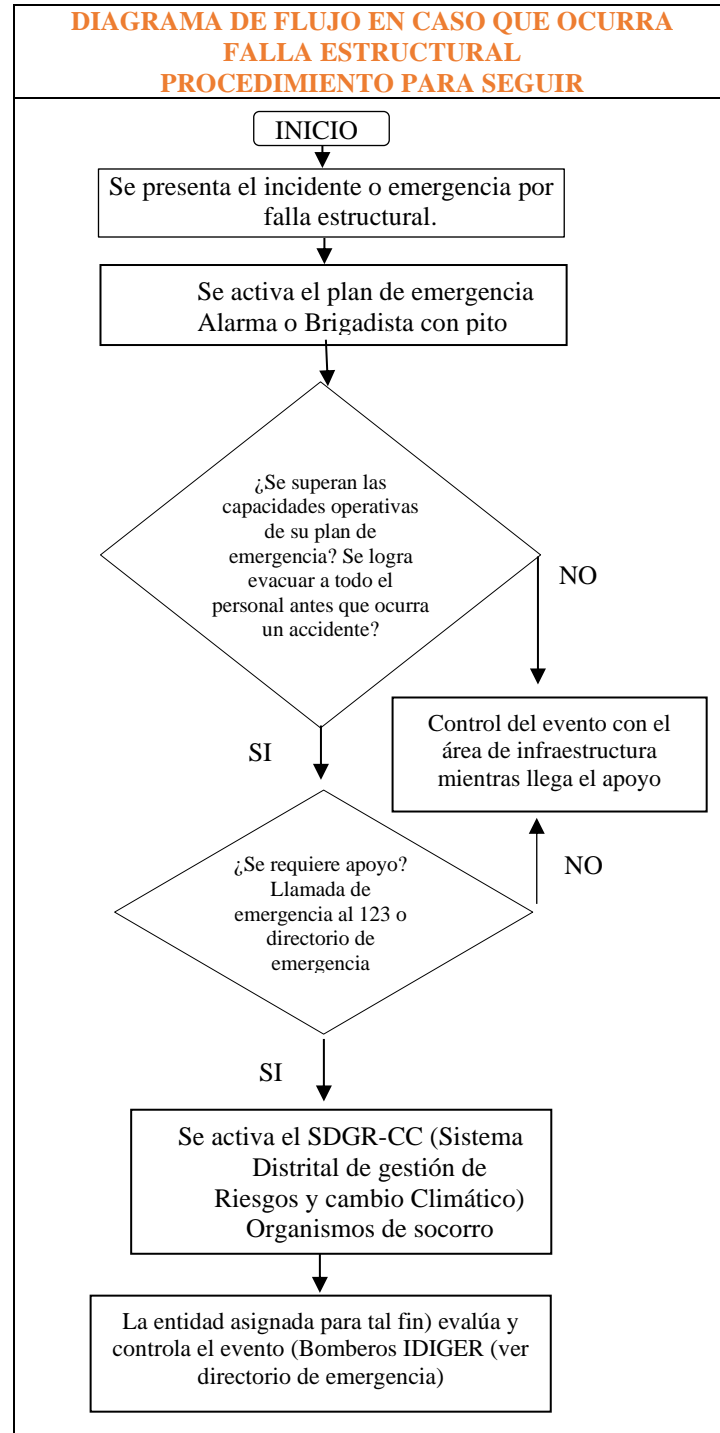 DIAGRAMA DE FLUJO EN CASO QUE OCURRA
FALLA ESTRUCTURAL
PROCEDIMIENTO PARA SEGUIR
INICIO
Se presenta el incidente o emergencia por
falla estructural.
Se activa el plan de emergencia
Alarma o Brigadista con pito
¿Se superan las
capacidades operativas
de su plan de
emergencia? Se logra
evacuar a todo el
personal antes que ocurra
un accidente?
NO
Control del evento con el
área de infraestructura
mientras llega el apoyo
SI
¿Se requiere apoyo?
Llamada de
emergencia al 123 o
directorio de
emergencia
NO
SI
Se activa el SDGR-CC (Sistema
Distrital de gestión de
Riesgos y cambio Climático)
Organismos de socorro
La entidad asignada para tal fin) evalúa y
controla el evento (Bomberos IDIGER (ver
directorio de emergencia)